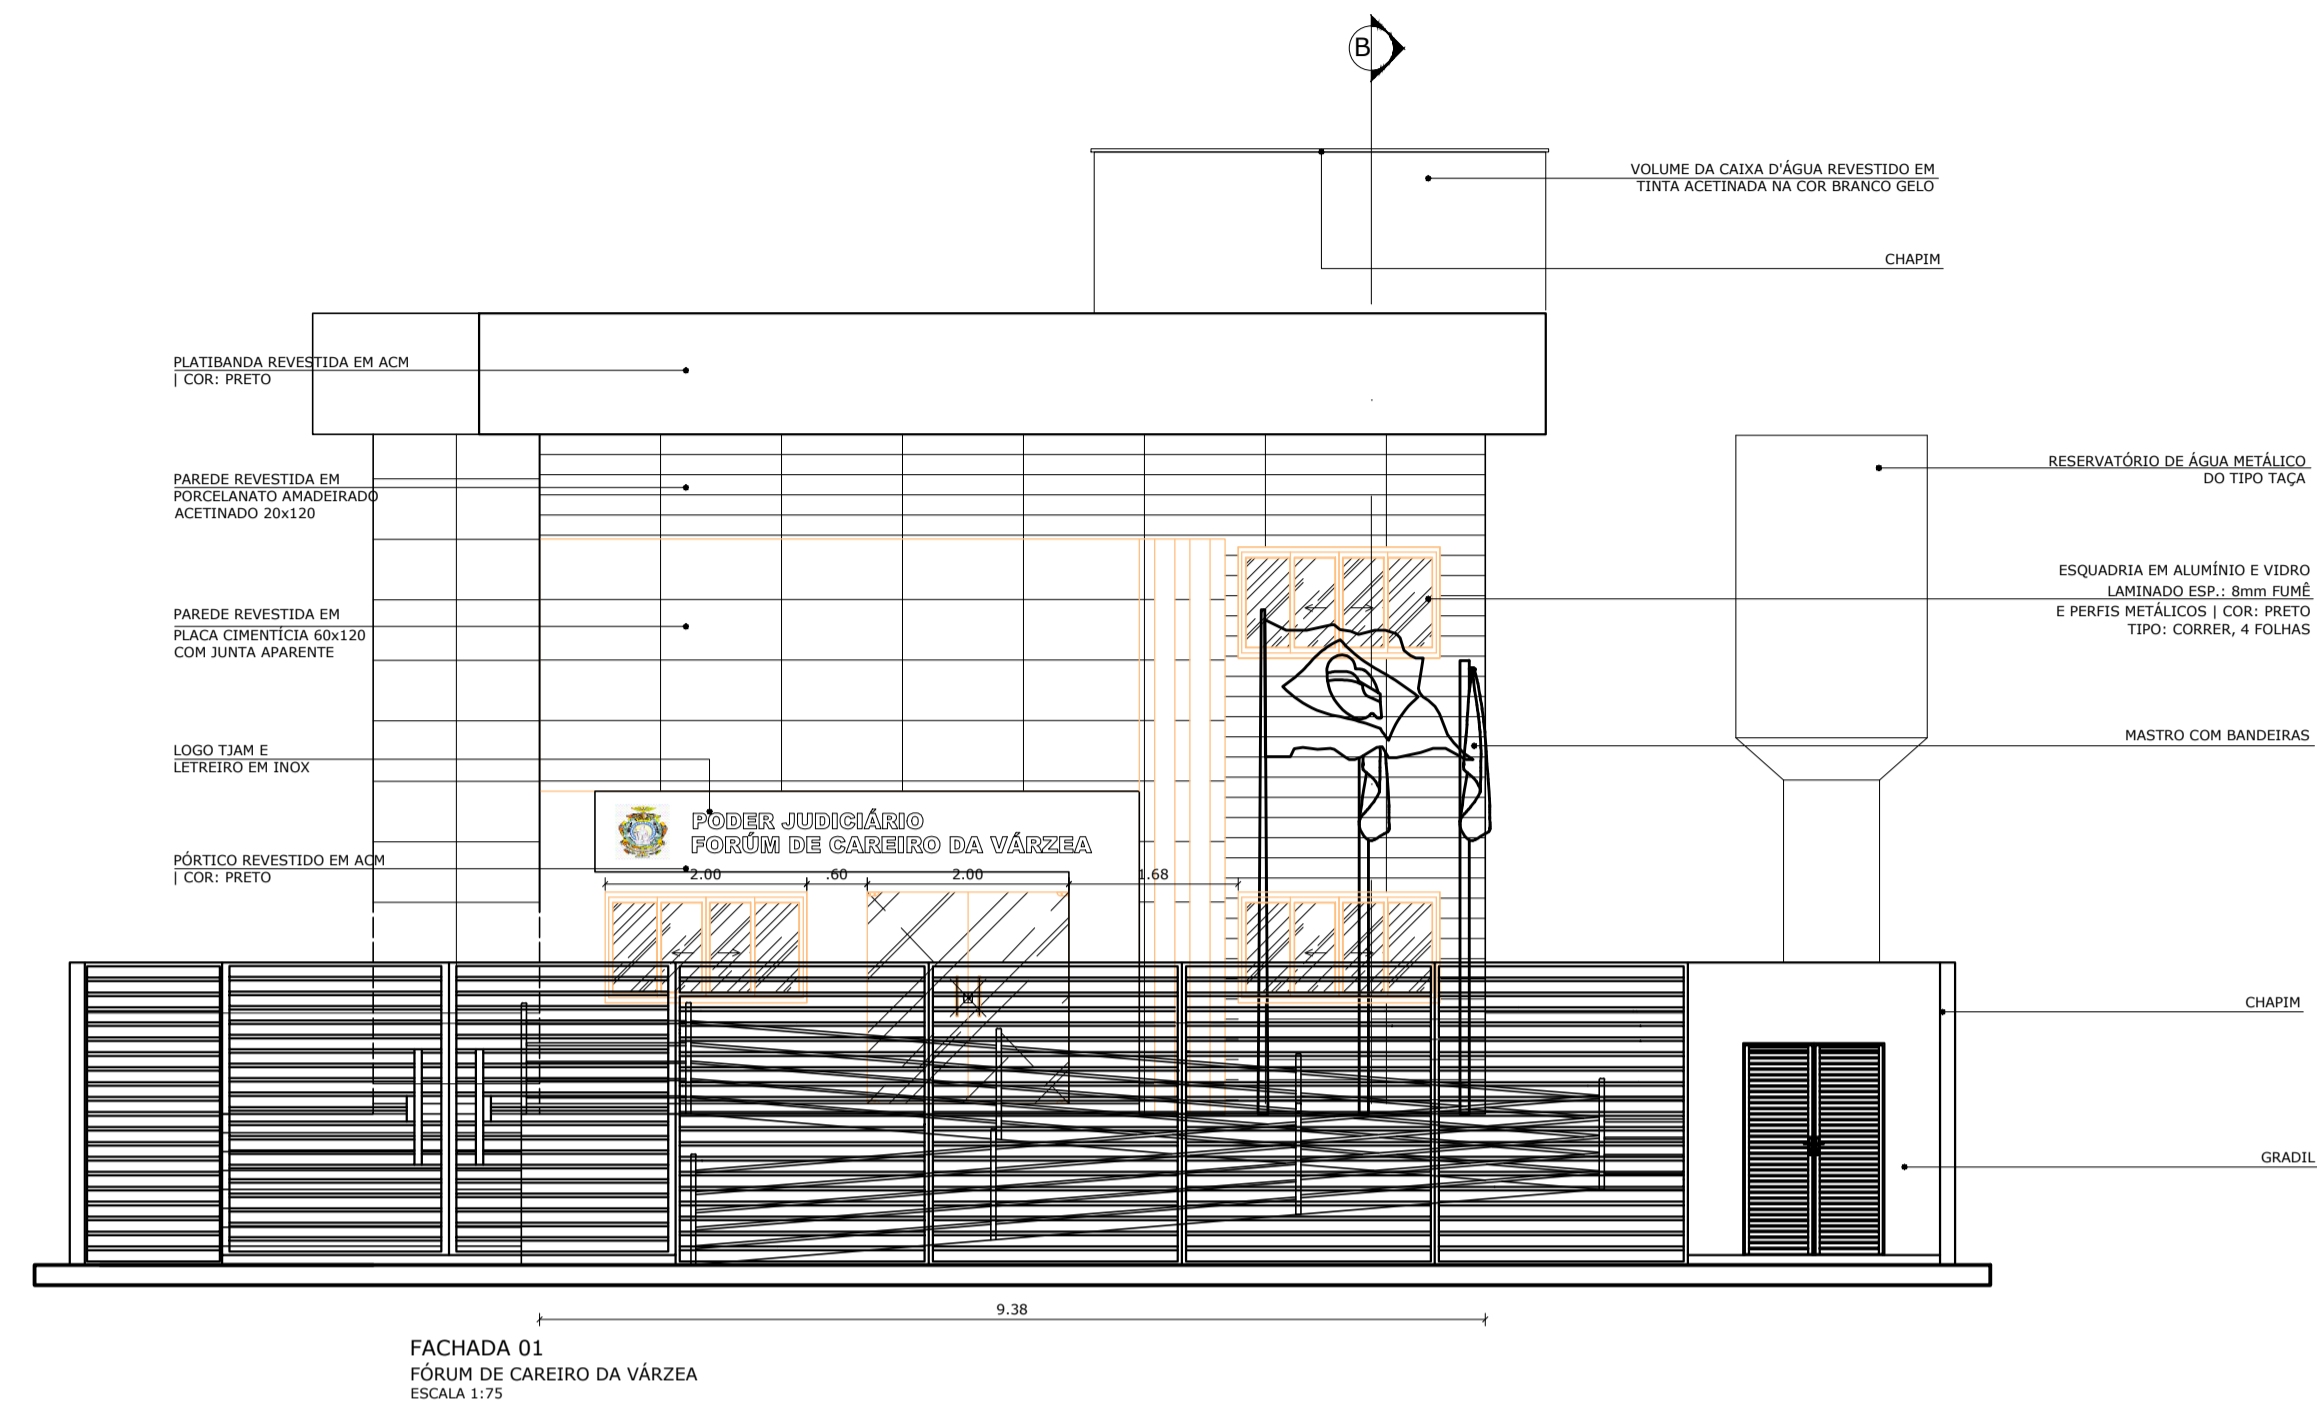 B
VOLUME DA CAIXA D'ÁGUA REVESTIDO EM
TINTA ACETINADA NA COR BRANCO GELO
CHAPIM
PLATIBANDA REVESTIDA EM ACM
| COR: PRETO
PAREDE REVESTIDA EM
PORCELANATO AMADEIRADO
ACETINADO 20x120
PAREDE REVESTIDA EM
PLACA CIMENTÍCIA 60x120
COM JUNTA APARENTE
LOGO TJAM E
LETREIRO EM INOX
PÓRTICO REVESTIDO EM ACM
| COR: PRETO
PODER JUDICIÁRIO
FORÚM DE CAREIRO DA VÁRZEA
2.00 .60 2.00 1.68
RESERVATÓRIO DE ÁGUA METÁLICO
DO TIPO TAÇA
ESQUADRIA EM ALUMÍNIO E VIDRO
LAMINADO ESP.: 8mm FUMÊ
E PERFIS METÁLICOS | COR: PRETO
TIPO: CORRER, 4 FOLHAS
MASTRO COM BANDEIRAS
CHAPIM
GRADIL
9.38
FACHADA 01
FÓRUM DE CAREIRO DA VÁRZEA
ESCALA 1:75